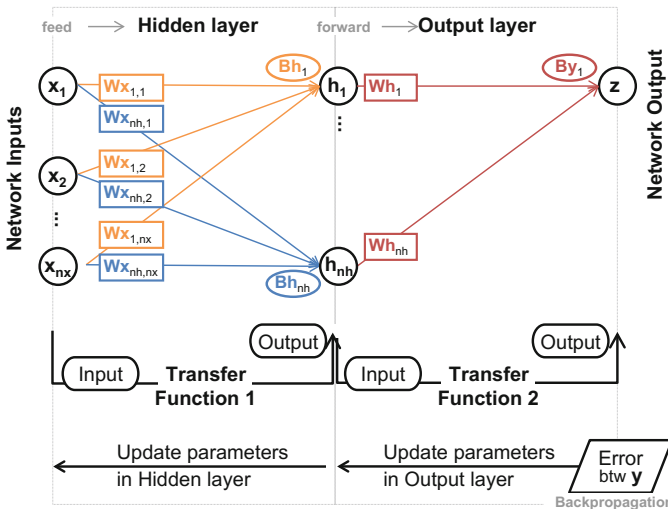 feed
Hidden layer
forward
Output layer
Network Inputs
Network Output
x1
Wx1,1
Bh1
h1
Wh1
By1
z
Wxnh,1
...
x2
Wx1,2
Wxnh,2
...
Wx1,nx
Whnh
xnx
Wxnh,nx
hnh
Bhnh
Output
Output
Input
Transfer
Function 1
Input
Transfer
Function 2
Update parameters
in Hidden layer
Update parameters
in Output layer
Error
btw y
Backpropagation